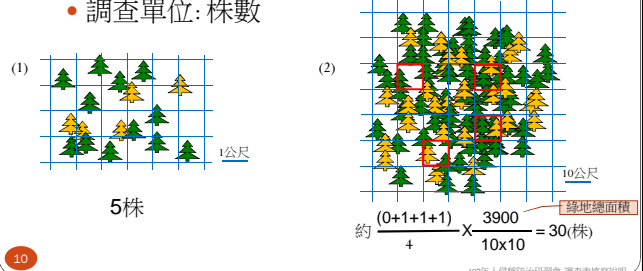 • 調查單位: 株數
(1)
1公尺
5株
(2)
10公尺
綠地總面積
約 (0+1+1+1)/4 X 3900/10x10 = 30(株)
10